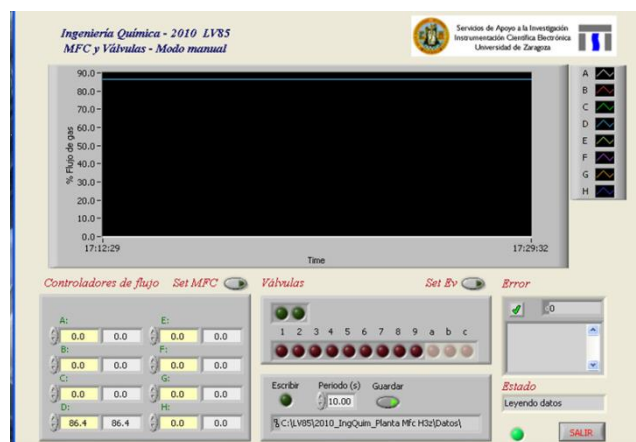 Ingeniería Química - 2010 LV85
MFC y Válvulas - Modo manual
Servicios de Apoyo a la Investigación
Instrumentación Científica Electrónica
Universidad de Zaragoza
90.0
80.0
70.0
60.0
50.0
40.0
30.0
20.0
10.0
0.0
% Flujo de gas
17:12:29
17:29:32
Time
A
B
C
D
E
F
G
H
Controladores de flujo Set MFC
Válvulas Set Ev
Error
A: E:
0.0 0.0 0.0 0.0
B: F:
0.0 0.0 0.0 0.0
C: G:
0.0 0.0 0.0 0.0
D: H:
86.4 86.4 0.0 0.0
1 2 3 4 5 6 7 8 9 a b c
Escribir Periodo (s) Guardar
10.00
C:\LV85\2010_IngQuim_Planta Mfc H3z\Datos\
0
Estado
Leyendo datos
SALIR